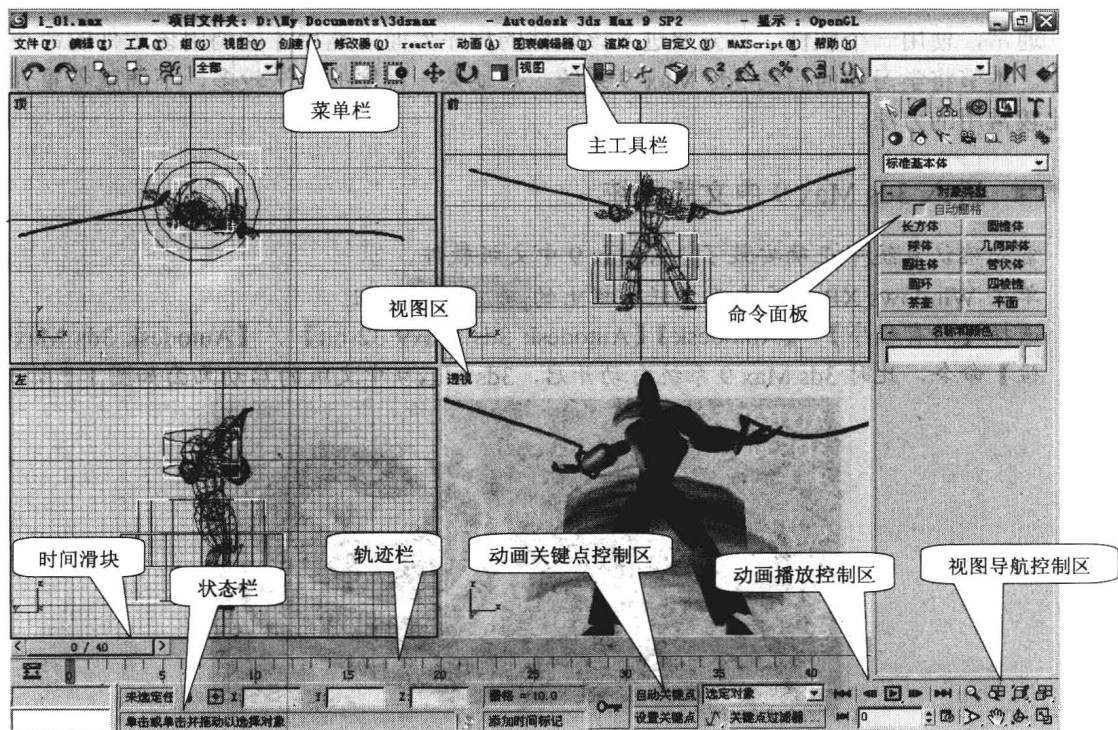 1_01.max - 项目文件夹: D:\My Documents\3dsmax - Autodesk 3ds Max 9 SP2 - 显示 : OpenGL
文件(F) 编辑(E) 工具(T) 组(G) 视图(V) 创建 修改器(O) reactor 动画(A) 图表编辑器(D) 渲染(R) 自定义(U) MAXScript(M) 帮助(H)
全部
视图
菜单栏
主工具栏
顶
前
标准基本体
对象类型
自动栅格
长方体 圆锥体
球体 几何球体
圆柱体 管状体
圆环 四棱锥
茶壶 平面
名称和颜色
命令面板
视图区
左
透视
时间滑块
状态栏
轨迹栏
动画关键点控制区
动画播放控制区
视图导航控制区
0 / 40
0 5 10 15 20 25 30 35 40
未选定任 X: Y: Z: 栅格 = 10.0 自动关键点 选定对象
单击或单击并拖动以选择对象 添加时间标记 设置关键点 关键点过滤器... 0